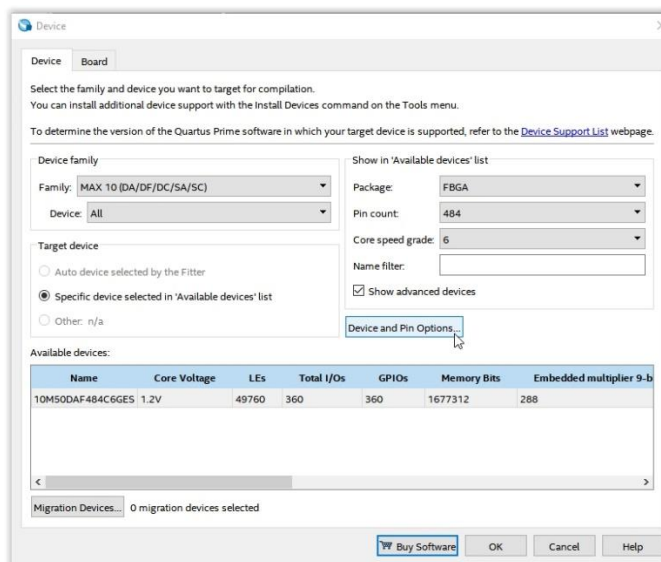 Device
Device Board
Select the family and device you want to target for compilation.
You can install additional device support with the Install Devices command on the Tools menu.
To determine the version of the Quartus Prime software in which your target device is supported, refer to the Device Support List webpage.
Device family
Family: MAX 10 (DA/DF/DC/SA/SC)
Device: All
Target device
Auto device selected by the Fitter
Specific device selected in 'Available devices' list
Other: n/a
Show in 'Available devices' list
Package: FBGA
Pin count: 484
Core speed grade: 6
Name filter:
Show advanced devices
Device and Pin Options...
Available devices:
Name Core Voltage LEs Total I/Os GPIOs Memory Bits Embedded multiplier 9-b
10M50DAF484C6GES 1.2V 49760 360 360 1677312 288
Migration Devices... 0 migration devices selected
Buy Software OK Cancel Help